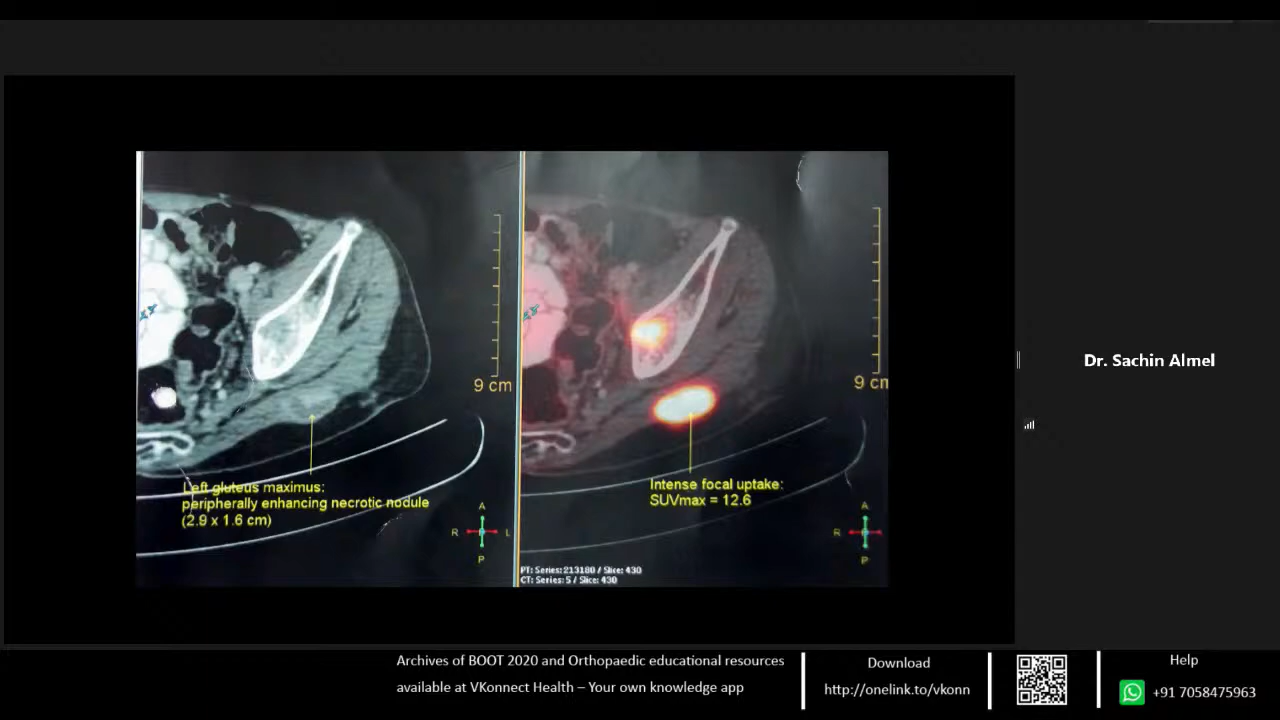 9 cm
9 cm
Left gluteus maximus:
peripherally enhancing necrotic nodule
(2.9 x 1.6 cm)
Intense focal uptake:
SUVmax = 12.6
A
R
L
P
A
R
P
PT: Series: 213180 / Slice: 430
CT: Series: 5 / Slice: 430
Dr. Sachin Almel
Archives of BOOT 2020 and Orthopaedic educational resources
available at VKonnect Health – Your own knowledge app
Download
http://onelink.to/vkonn
Help
+91 7058475963